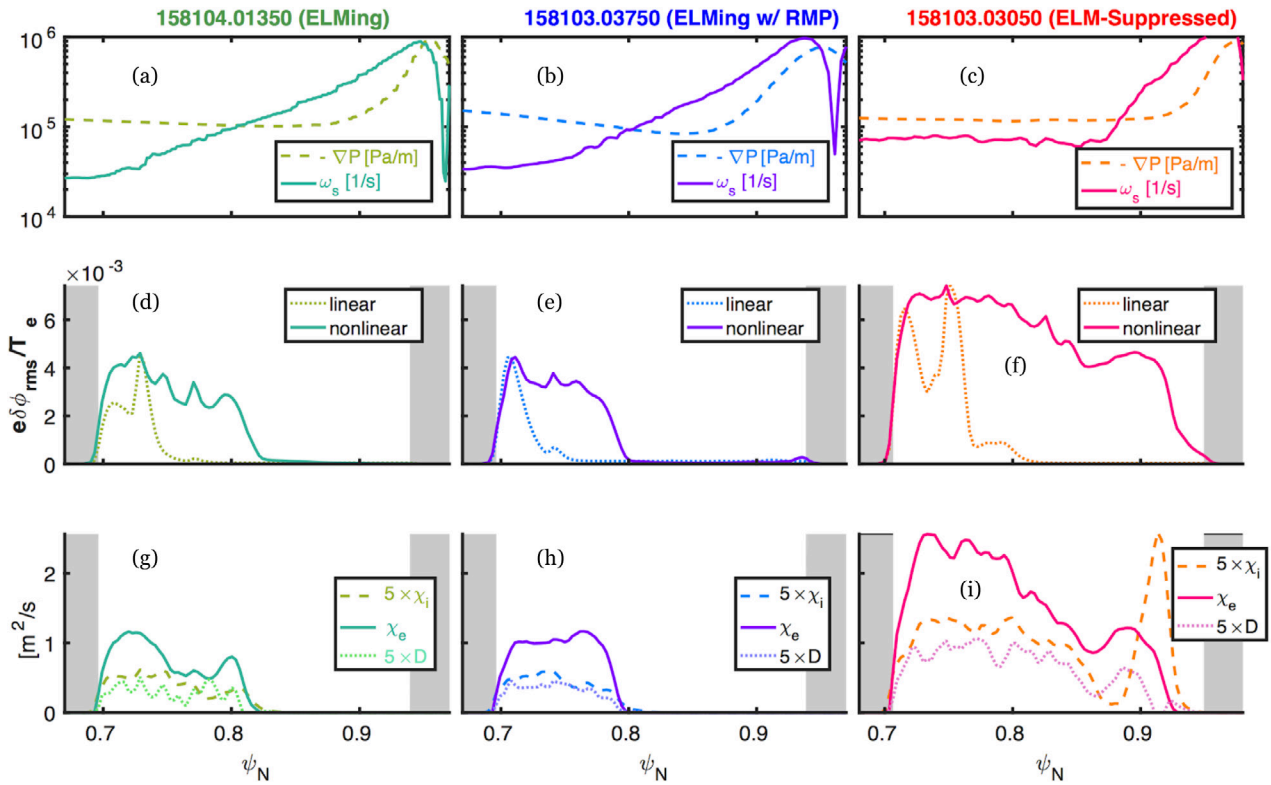 158104.01350 (ELMing)
158103.03750 (ELMing w/ RMP)
158103.03050 (ELM-Suppressed)
10^6
10^5
10^4
(a)
- ∇P [Pa/m]
ω_s [1/s]
(b)
- ∇P [Pa/m]
ω_s [1/s]
(c)
- ∇P [Pa/m]
ω_s [1/s]
×10^-3
eδϕ_rms/T_e
6
4
2
0
(d)
linear
nonlinear
(e)
linear
nonlinear
(f)
linear
nonlinear
[m^2/s]
2
1
0
(g)
5×χ_i
χ_e
5×D
(h)
5×χ_i
χ_e
5×D
(i)
5×χ_i
χ_e
5×D
0.7 0.8 0.9
0.7 0.8 0.9
0.7 0.8 0.9
ψ_N
ψ_N
ψ_N